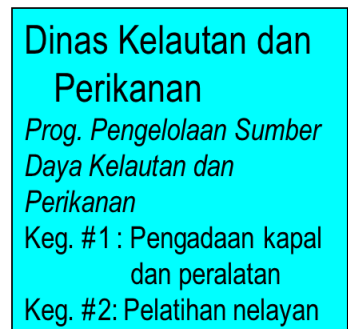 Dinas Kelautan dan
Perikanan
Prog. Pengelolaan Sumber
Daya Kelautan dan
Perikanan
Keg. #1 : Pengadaan kapal
dan peralatan
Keg. #2: Pelatihan nelayan